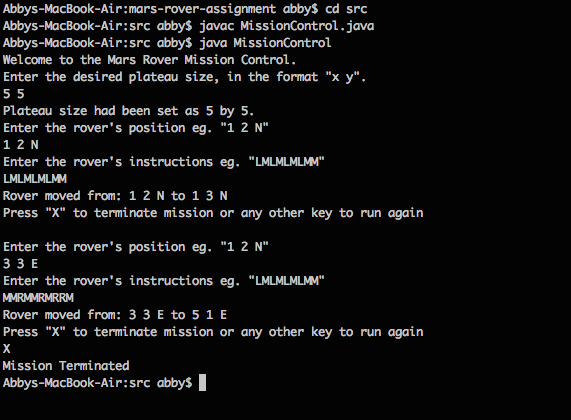 Abbys-MacBook-Air:mars-rover-assignment abby$ cd src
Abbys-MacBook-Air:src abby$ javac MissionControl.java
Abbys-MacBook-Air:src abby$ java MissionControl
Welcome to the Mars Rover Mission Control.
Enter the desired plateau size, in the format "x y".
5 5
Plateau size had been set as 5 by 5.
Enter the rover's position eg. "1 2 N"
1 2 N
Enter the rover's instructions eg. "LMLMLMLMM"
LMLMLMLMM
Rover moved from: 1 2 N to 1 3 N
Press "X" to terminate mission or any other key to run again
Enter the rover's position eg. "1 2 N"
3 3 E
Enter the rover's instructions eg. "LMLMLMLMM"
MMRMMRMRRM
Rover moved from: 3 3 E to 5 1 E
Press "X" to terminate mission or any other key to run again
X
Mission Terminated
Abbys-MacBook-Air:src abby$